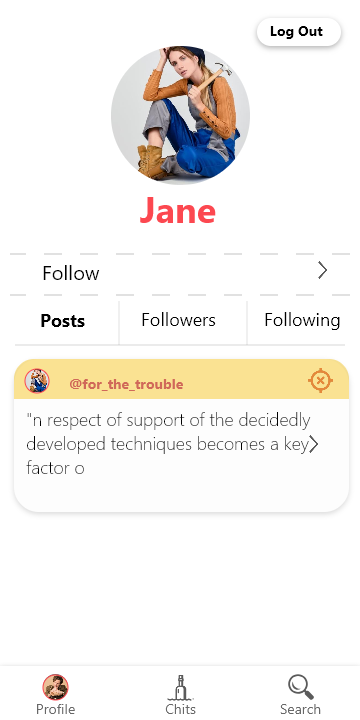 Log Out
Jane
Follow
Posts Followers Following
@for_the_trouble
"n respect of support of the decidedly
developed techniques becomes a key
factor o
Profile Chits Search